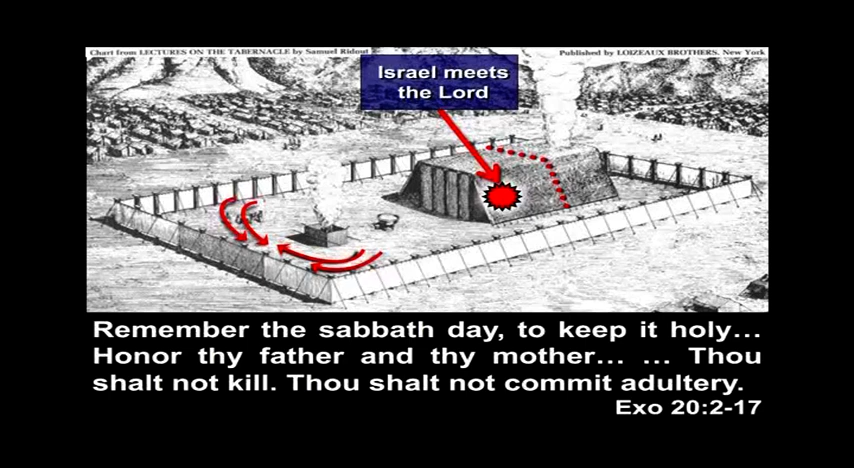 Chart from LECTURES ON THE TABERNACLE by Samuel Ridout
Published by LOIZEAUX BROTHERS. New York
Israel meets
the Lord
Remember the sabbath day, to keep it holy…
Honor thy father and thy mother… … Thou
shalt not kill. Thou shalt not commit adultery.
Exo 20:2-17